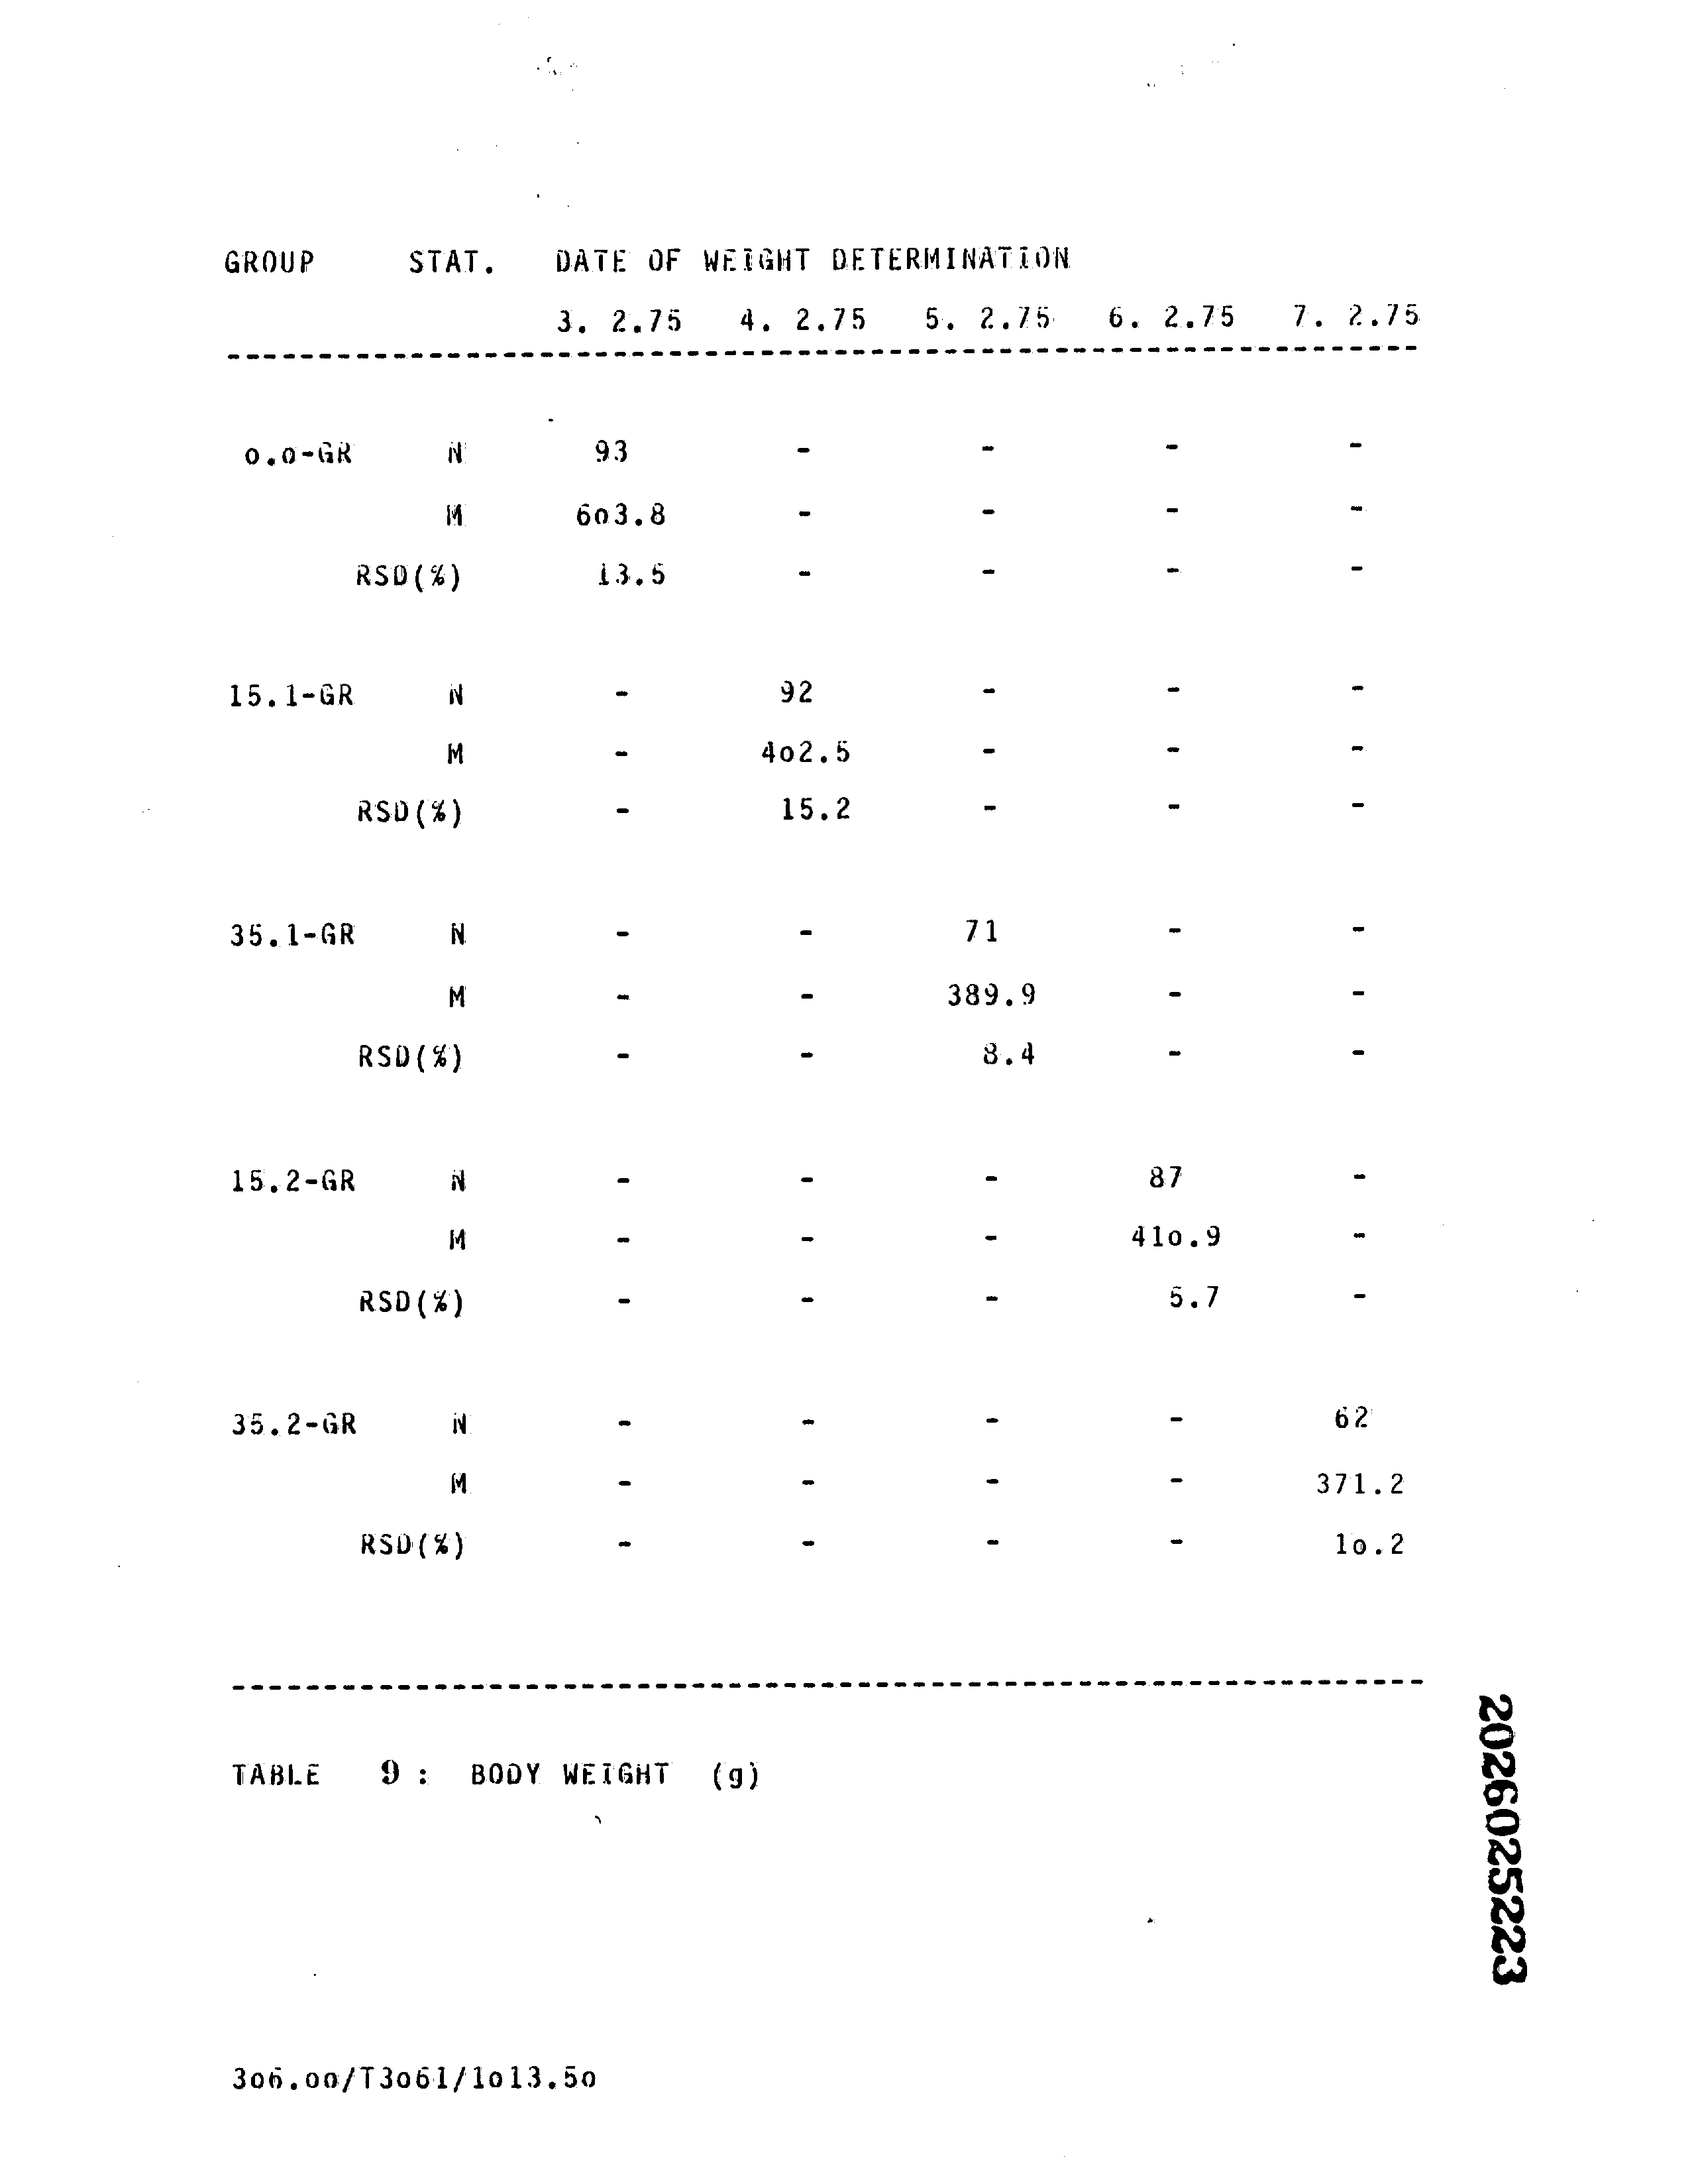 GROUP STAT. DATE OF WEIGHT DETERMINATION
3. 2.75 4. 2.75 5. 2.75 6. 2.75 7. 2.75
o.o-GR N 93 - - - -
M 6o3.8 - - - -
RSD(%) 13.5 - - - -
15.1-GR N - 92 - - -
M - 4o2.5 - - -
RSD(%) - 15.2 - - -
35.1-GR N - - 71 - -
M - - 389.9 - -
RSD(%) - - 8.4 - -
15.2-GR N - - - 87 -
M - - - 41o.9 -
RSD(%) - - - 5.7 -
35.2-GR N - - - - 62
M - - - - 371.2
RSD(%) - - - - 1o.2
TABLE 9 : BODY WEIGHT (g)
2026025223
3o6.oo/T3o61/1o13.5o